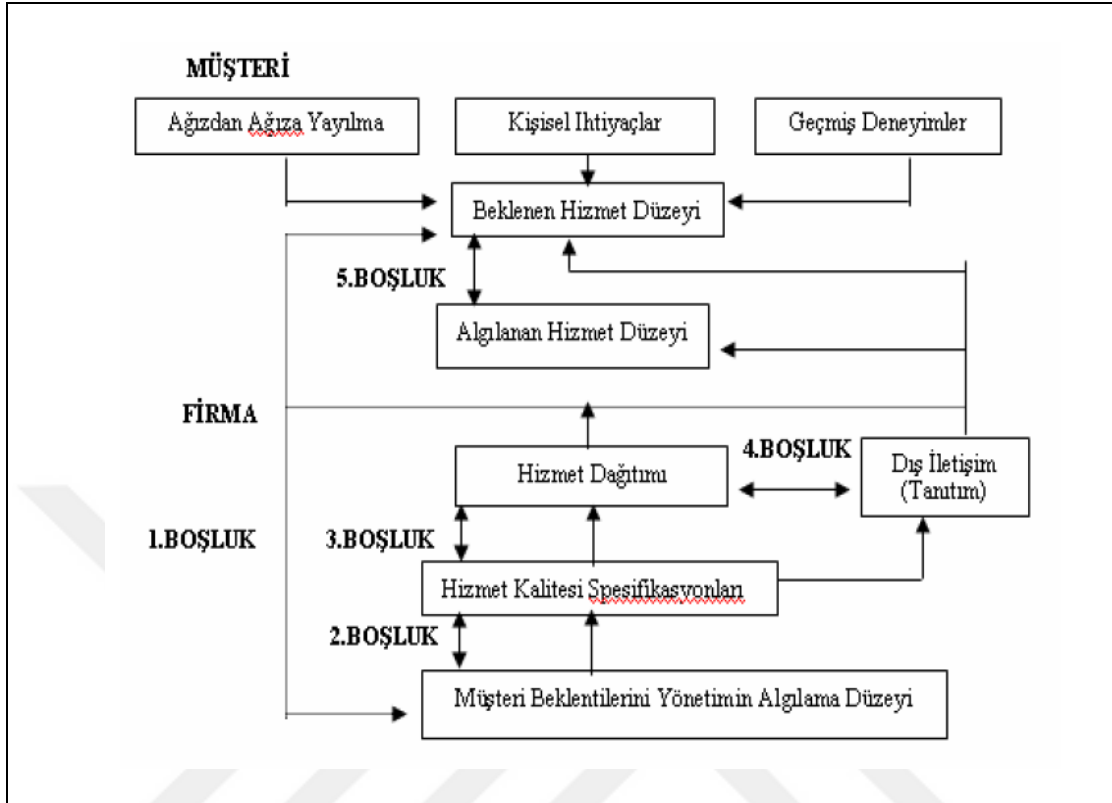 MÜŞTERİ
Ağızdan Ağıza Yayılma
Kişisel Ihtiyaçlar
Geçmiş Deneyimler
Beklenen Hizmet Düzeyi
5.BOŞLUK
Algılanan Hizmet Düzeyi
FİRMA
4.BOŞLUK
Hizmet Dağıtımı
Dış İletişim
(Tanıtım)
1.BOŞLUK
3.BOŞLUK
Hizmet Kalitesi Spesifikasyonları
2.BOŞLUK
Müşteri Beklentilerini Yönetimin Algılama Düzeyi